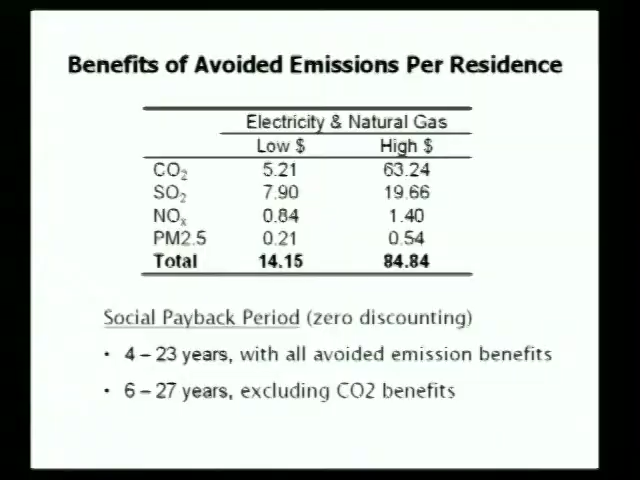 Benefits of Avoided Emissions Per Residence
Electricity & Natural Gas
Low $ High $
CO₂ 5.21 63.24
SO₂ 7.90 19.66
NOₓ 0.84 1.40
PM2.5 0.21 0.54
Total 14.15 84.84
Social Payback Period (zero discounting)
• 4 – 23 years, with all avoided emission benefits
• 6 – 27 years, excluding CO2 benefits